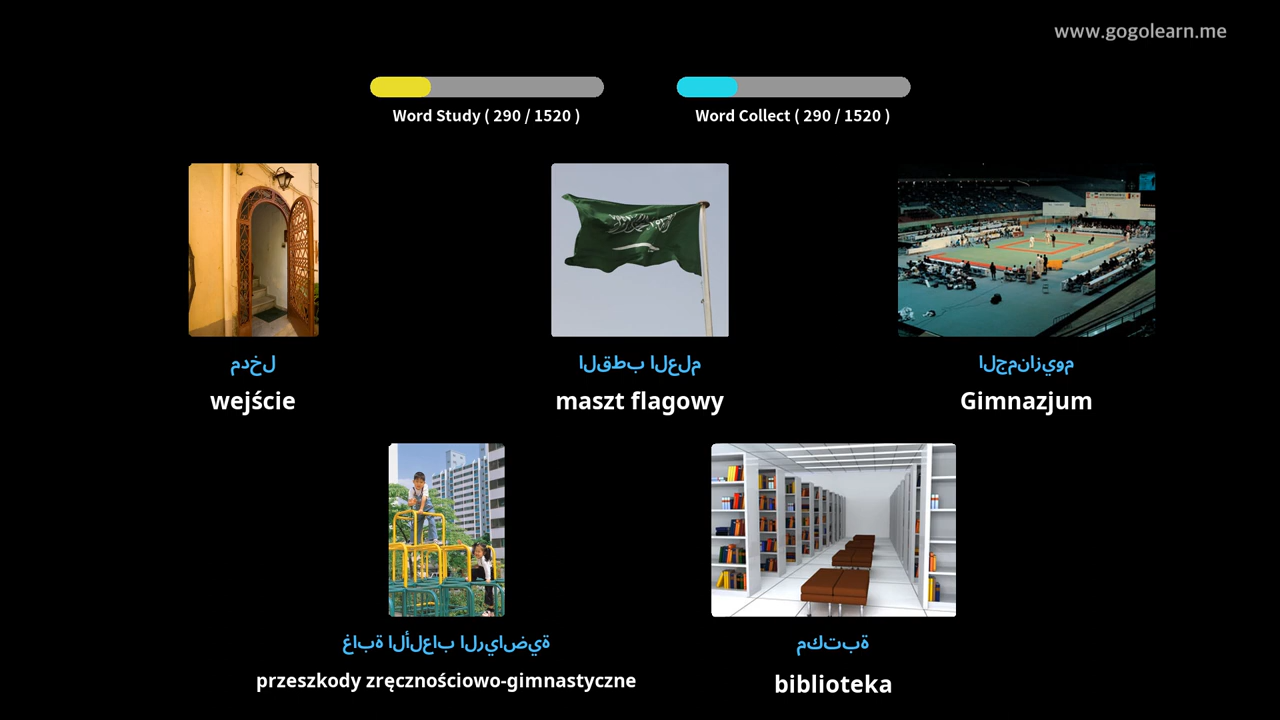 www.gogolearn.me
Word Study ( 290 / 1520 )
Word Collect ( 290 / 1520 )
مدخل
wejście
القطب العلم
maszt flagowy
الجمنازيوم
Gimnazjum
غابة الألعاب الرياضية
przeszkody zręcznościowo-gimnastyczne
مكتبة
biblioteka